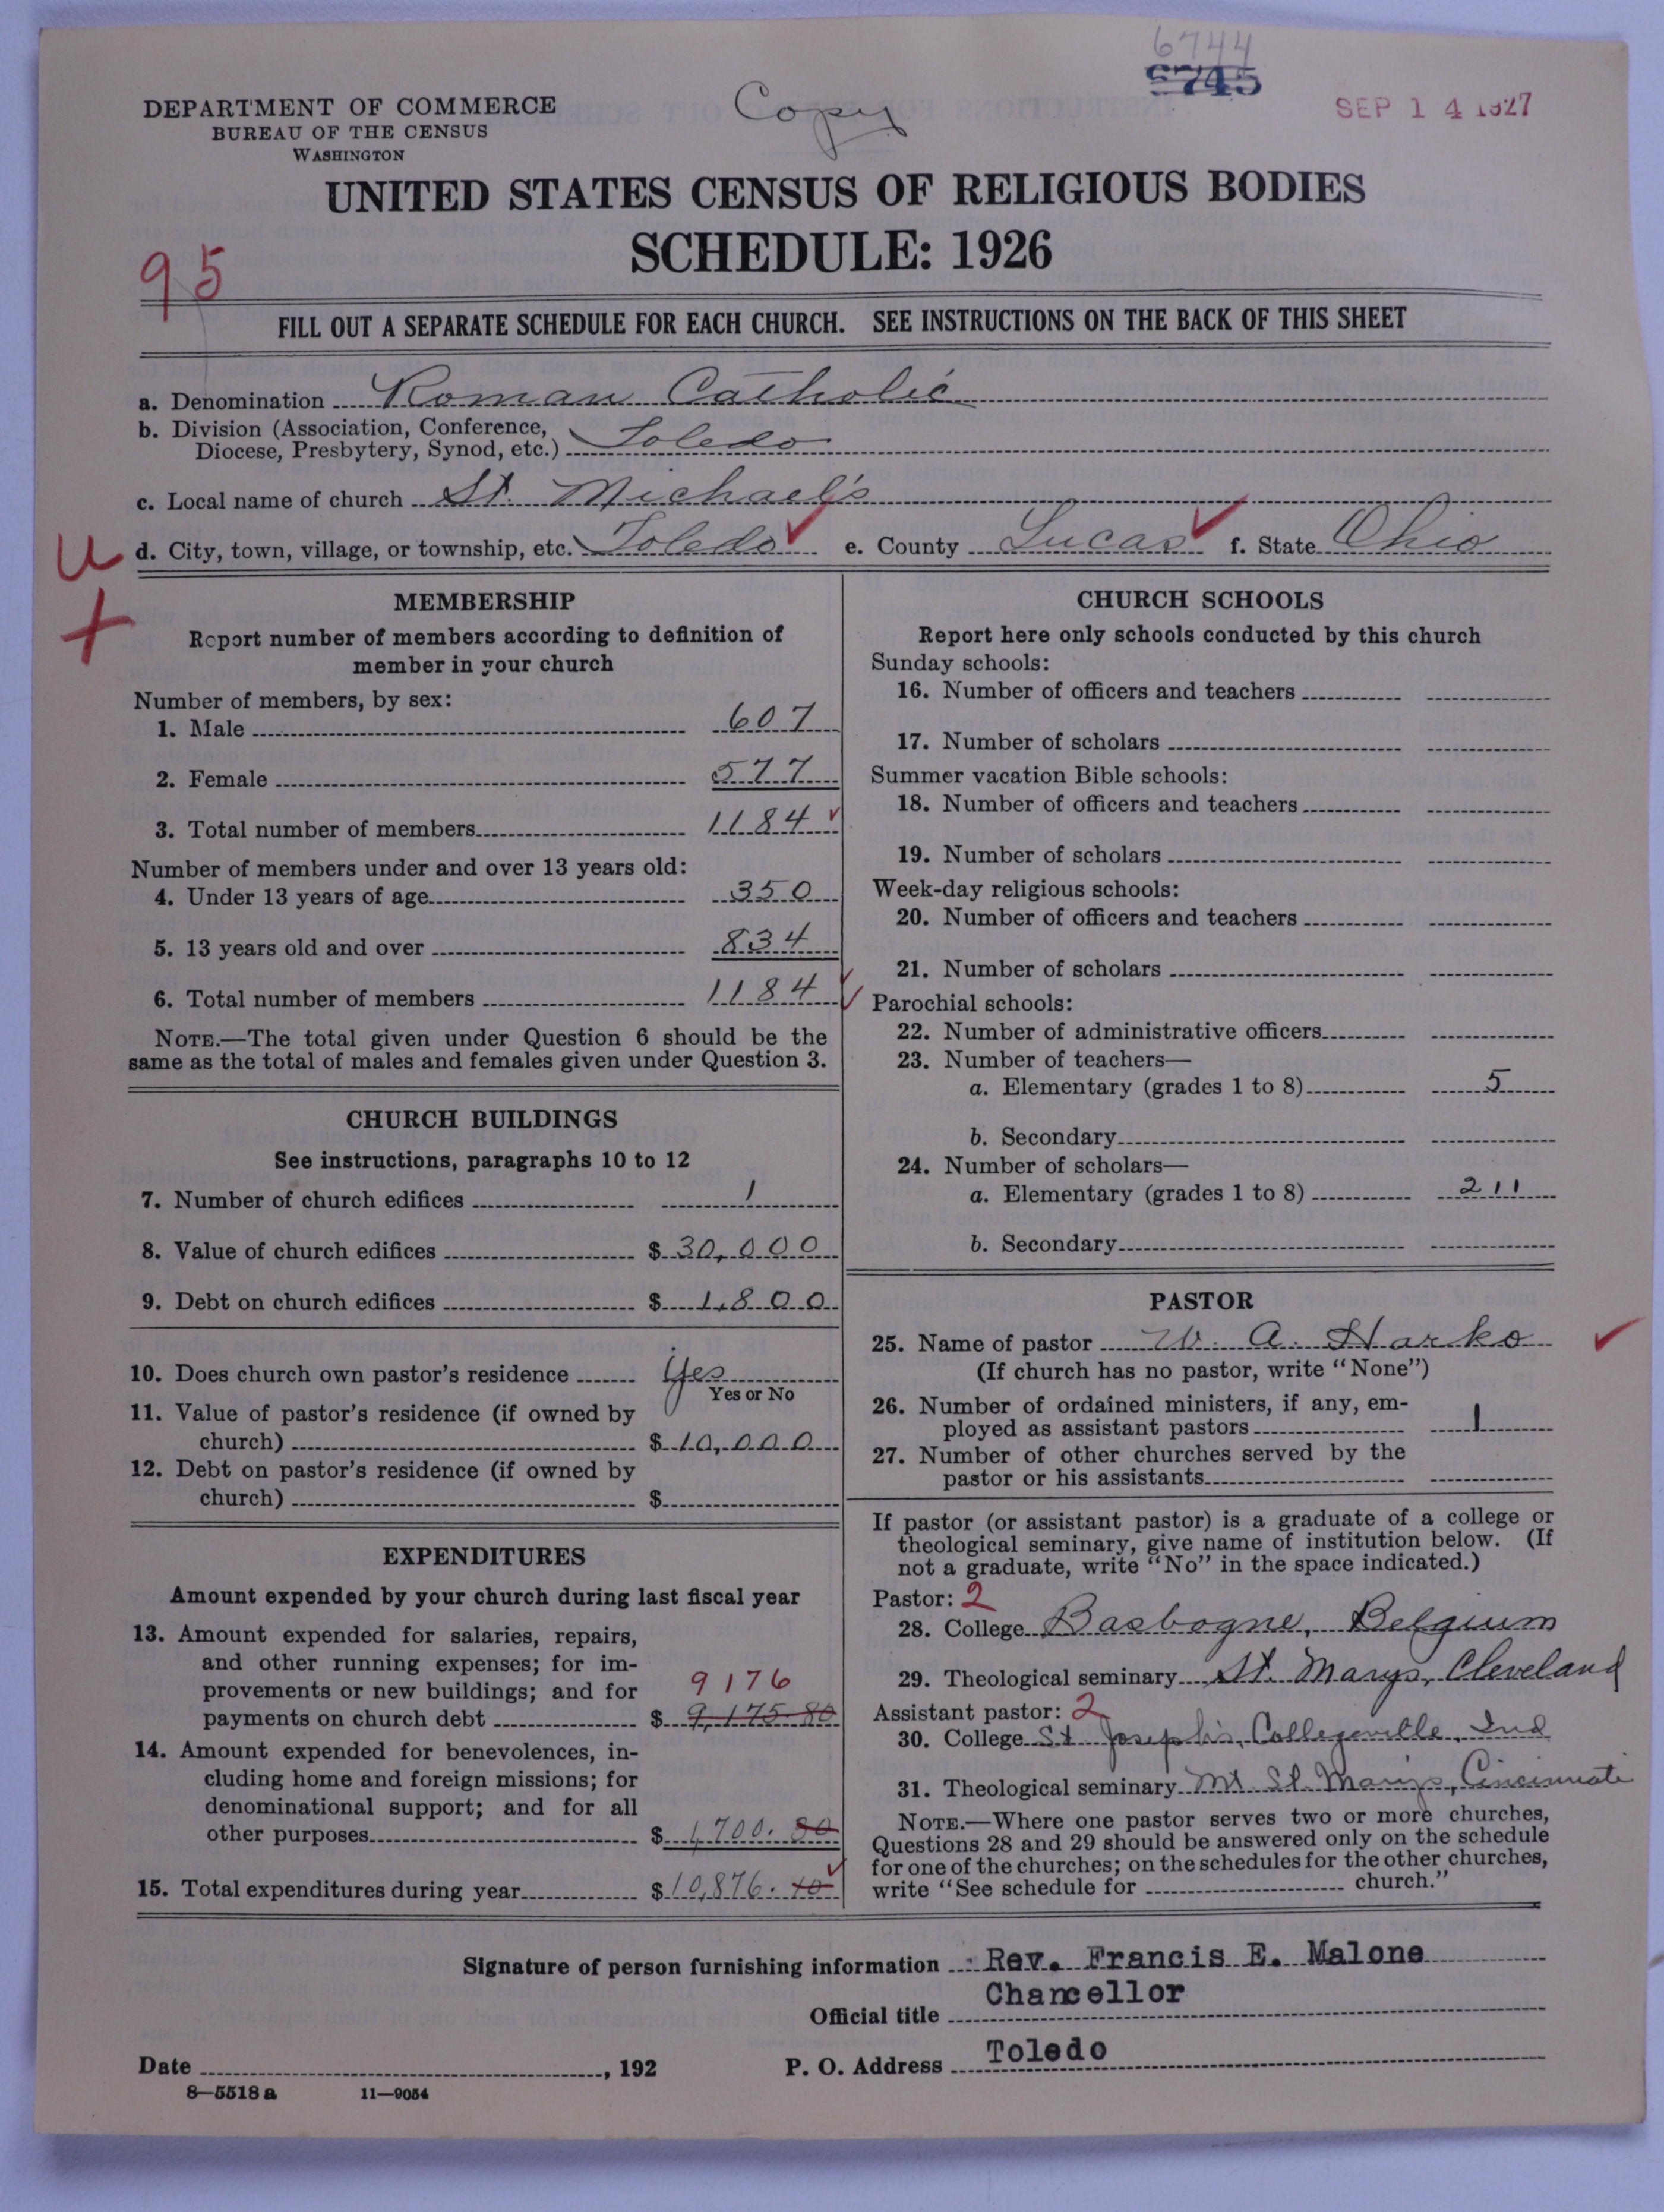 6744
6745
DEPARTMENT OF COMMERCE
BUREAU OF THE CENSUS
WASHINGTON
Copy
SEP 14 1927
UNITED STATES CENSUS OF RELIGIOUS BODIES
SCHEDULE: 1926
95
FILL OUT A SEPARATE SCHEDULE FOR EACH CHURCH. SEE INSTRUCTIONS ON THE BACK OF THIS SHEET
a. Denomination Roman Catholic
b. Division (Association, Conference,
Diocese, Presbytery, Synod, etc.) Toledo
c. Local name of church St. Michael's
U d. City, town, village, or township, etc. Toledo e. County Lucas f. State Ohio
MEMBERSHIP
Report number of members according to definition of
member in your church
Number of members, by sex:
1. Male 607
2. Female 577
3. Total number of members 1184
Number of members under and over 13 years old:
4. Under 13 years of age 350
5. 13 years old and over 834
6. Total number of members 1184
NOTE.—The total given under Question 6 should be the
same as the total of males and females given under Question 3.
CHURCH BUILDINGS
See instructions, paragraphs 10 to 12
7. Number of church edifices 1
8. Value of church edifices $ 30,000
9. Debt on church edifices $ 1,800
10. Does church own pastor's residence Yes
Yes or No
11. Value of pastor's residence (if owned by
church) $ 10,000
12. Debt on pastor's residence (if owned by
church) $
EXPENDITURES
Amount expended by your church during last fiscal year
13. Amount expended for salaries, repairs,
and other running expenses; for im-
provements or new buildings; and for 9176
payments on church debt $ 9,175.80
14. Amount expended for benevolences, in-
cluding home and foreign missions; for
denominational support; and for all
other purposes $ 1,700.50
15. Total expenditures during year $ 10,876.40
CHURCH SCHOOLS
Report here only schools conducted by this church
Sunday schools:
16. Number of officers and teachers
17. Number of scholars
Summer vacation Bible schools:
18. Number of officers and teachers
19. Number of scholars
Week-day religious schools:
20. Number of officers and teachers
21. Number of scholars
Parochial schools:
22. Number of administrative officers
23. Number of teachers—
a. Elementary (grades 1 to 8) 5
b. Secondary
24. Number of scholars—
a. Elementary (grades 1 to 8) 211
b. Secondary
PASTOR
25. Name of pastor W. A. Harko
(If church has no pastor, write "None")
26. Number of ordained ministers, if any, em-
ployed as assistant pastors 1
27. Number of other churches served by the
pastor or his assistants
If pastor (or assistant pastor) is a graduate of a college or
theological seminary, give name of institution below. (If
not a graduate, write "No" in the space indicated.)
Pastor: 2
28. College Basbogne, Belgium
29. Theological seminary St. Marys, Cleveland
Assistant pastor: 2
30. College St Joseph's, Collegeville, Ind
31. Theological seminary Mt St. Marys, Cincinnati
NOTE.—Where one pastor serves two or more churches,
Questions 28 and 29 should be answered only on the schedule
for one of the churches; on the schedules for the other churches,
write "See schedule for church."
Signature of person furnishing information Rev. Francis E. Malone
Official title Chancellor
Date , 192 P. O. Address Toledo
8—5518a 11—9054